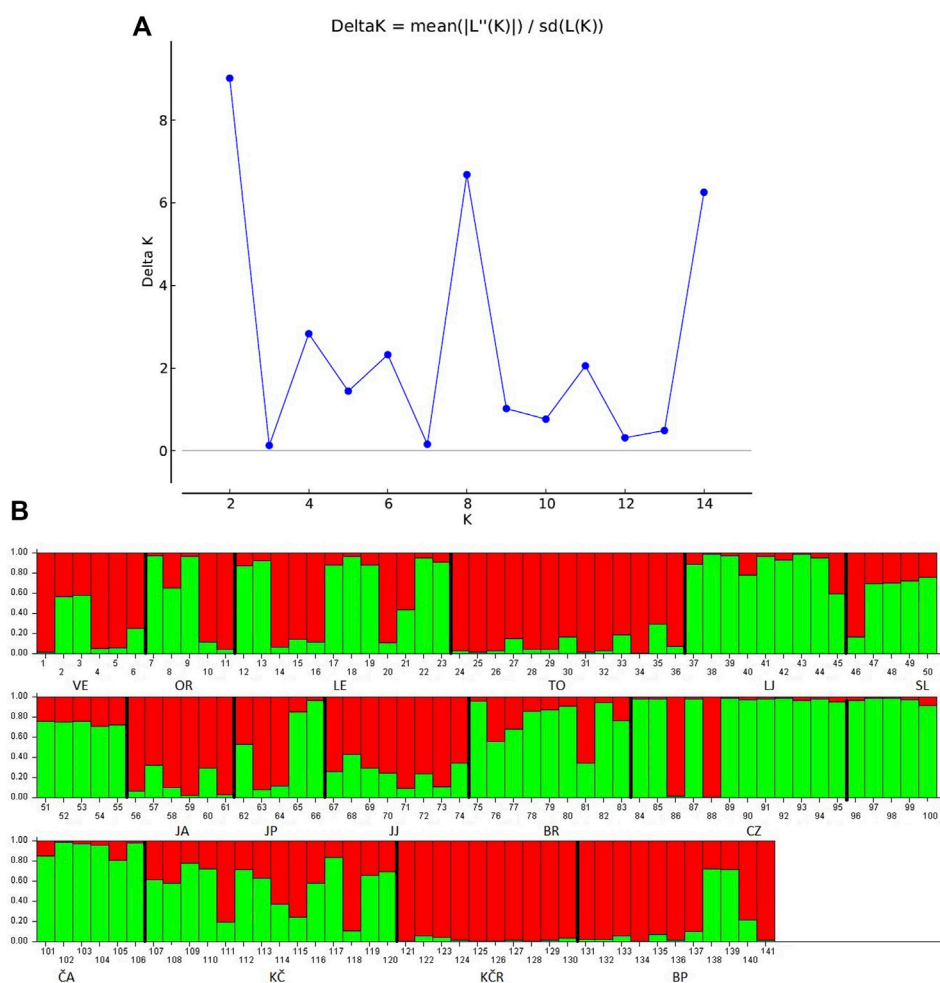 A
DeltaK = mean(|L''(K)|) / sd(L(K))
Delta K
8
6
4
2
0
2 4 6 8 10 12 14
K
B
1.00
0.80
0.60
0.40
0.20
0.00
1 3 5 7 9 11 13 15 17 19 21 23 25 27 29 31 33 35 37 39 41 43 45 47 49
2 4 6 8 10 12 14 16 18 20 22 24 26 28 30 32 34 36 38 40 42 44 46 48 50
VE OR LE TO LJ SL
1.00
0.80
0.60
0.40
0.20
0.00
51 53 55 57 59 61 63 65 67 69 71 73 75 77 79 81 83 85 87 89 91 93 95 97 99
52 54 56 58 60 62 64 66 68 70 72 74 76 78 80 82 84 86 88 90 92 94 96 98 100
JA JP JJ BR CZ
1.00
0.80
0.60
0.40
0.20
0.00
101 103 105 107 109 111 113 115 117 119 121 123 125 127 129 131 133 135 137 139 141
102 104 106 108 110 112 114 116 118 120 122 124 126 128 130 132 134 136 138 140
ČA KČ KČR BP